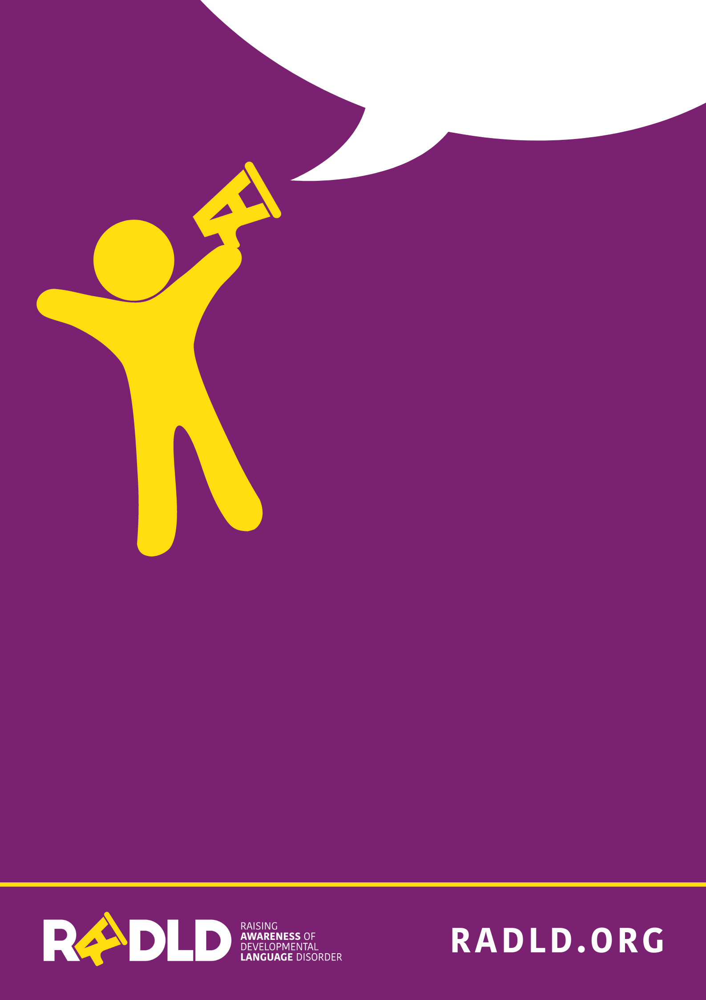 A
RADLD
RAISING
AWARENESS OF
DEVELOPMENTAL
LANGUAGE DISORDER
RADLD.ORG